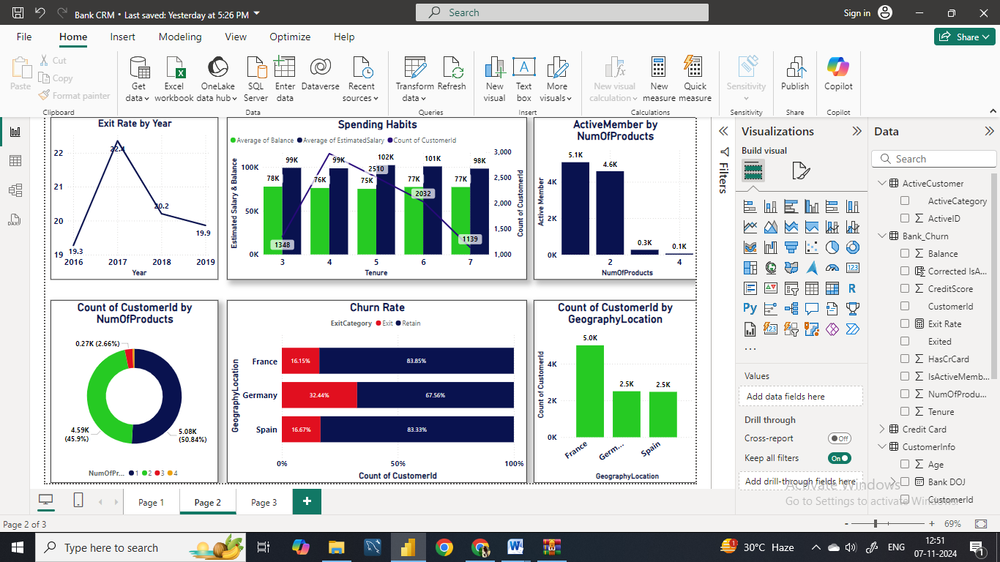 Bank CRM • Last saved: Yesterday at 5:26 PM
Search
Sign in
File Home Insert Modeling View Optimize Help
Share
Paste
Cut
Copy
Format painter
Clipboard
Get data
Excel workbook
OneLake data hub
SQL Server
Enter data
Dataverse
Recent sources
Data
Transform data
Refresh
Queries
New visual
Text box
More visuals
Insert
New visual calculation
New measure
Quick measure
Calculations
Sensitivity
Sensitivity
Publish
Share
Copilot
Copilot
Exit Rate by Year
22
21
20
19
22.4
20.2
19.9
19.3
2016 2017 2018 2019
Year
Spending Habits
Average of Balance Average of EstimatedSalary Count of CustomerId
Estimated Salary & Balance
100K
50K
0K
78K 99K 76K 99K 75K 102K 77K 101K 77K 98K
1348 2510 2032 1139
3,000
2,500
2,000
1,500
1,000
Count of CustomerId
3 4 5 6 7
Tenure
ActiveMember by
NumOfProducts
Active Member
4K
2K
0K
5.1K 4.6K 0.3K 0.1K
2 4
NumOfProducts
Count of CustomerId by
NumOfProducts
0.27K (2.66%)
4.59K
(45.9%)
5.08K
(50.84%)
NumOfPr... 1 2 3 4
Churn Rate
ExitCategory Exit Retain
GeographyLocation
France 16.15% 83.85%
Germany 32.44% 67.56%
Spain 16.67% 83.33%
0% 50% 100%
Count of CustomerId
Count of CustomerId by
GeographyLocation
Count of CustomerId
4K
2K
0K
5.0K 2.5K 2.5K
France Germ... Spain
GeographyLocation
Filters
Visualizations
Build visual
123
R
Py
123
...
Values
Add data fields here
Drill through
Cross-report Off
Keep all filters On
Add drill-through fields here
Data
Search
ActiveCustomer
ActiveCategory
ActiveID
Bank_Churn
Balance
Corrected IsA...
CreditScore
CustomerId
Exit Rate
Exited
HasCrCard
IsActiveMemb...
NumOfProdu...
Tenure
Credit Card
CustomerInfo
Age
Bank DOJ
CustomerId
Activate Windows
Go to Settings to activate Windows.
Page 1 Page 2 Page 3 +
Page 2 of 3
- + 69%
Type here to search
1
30°C Haze
ENG
12:51
07-11-2024
1